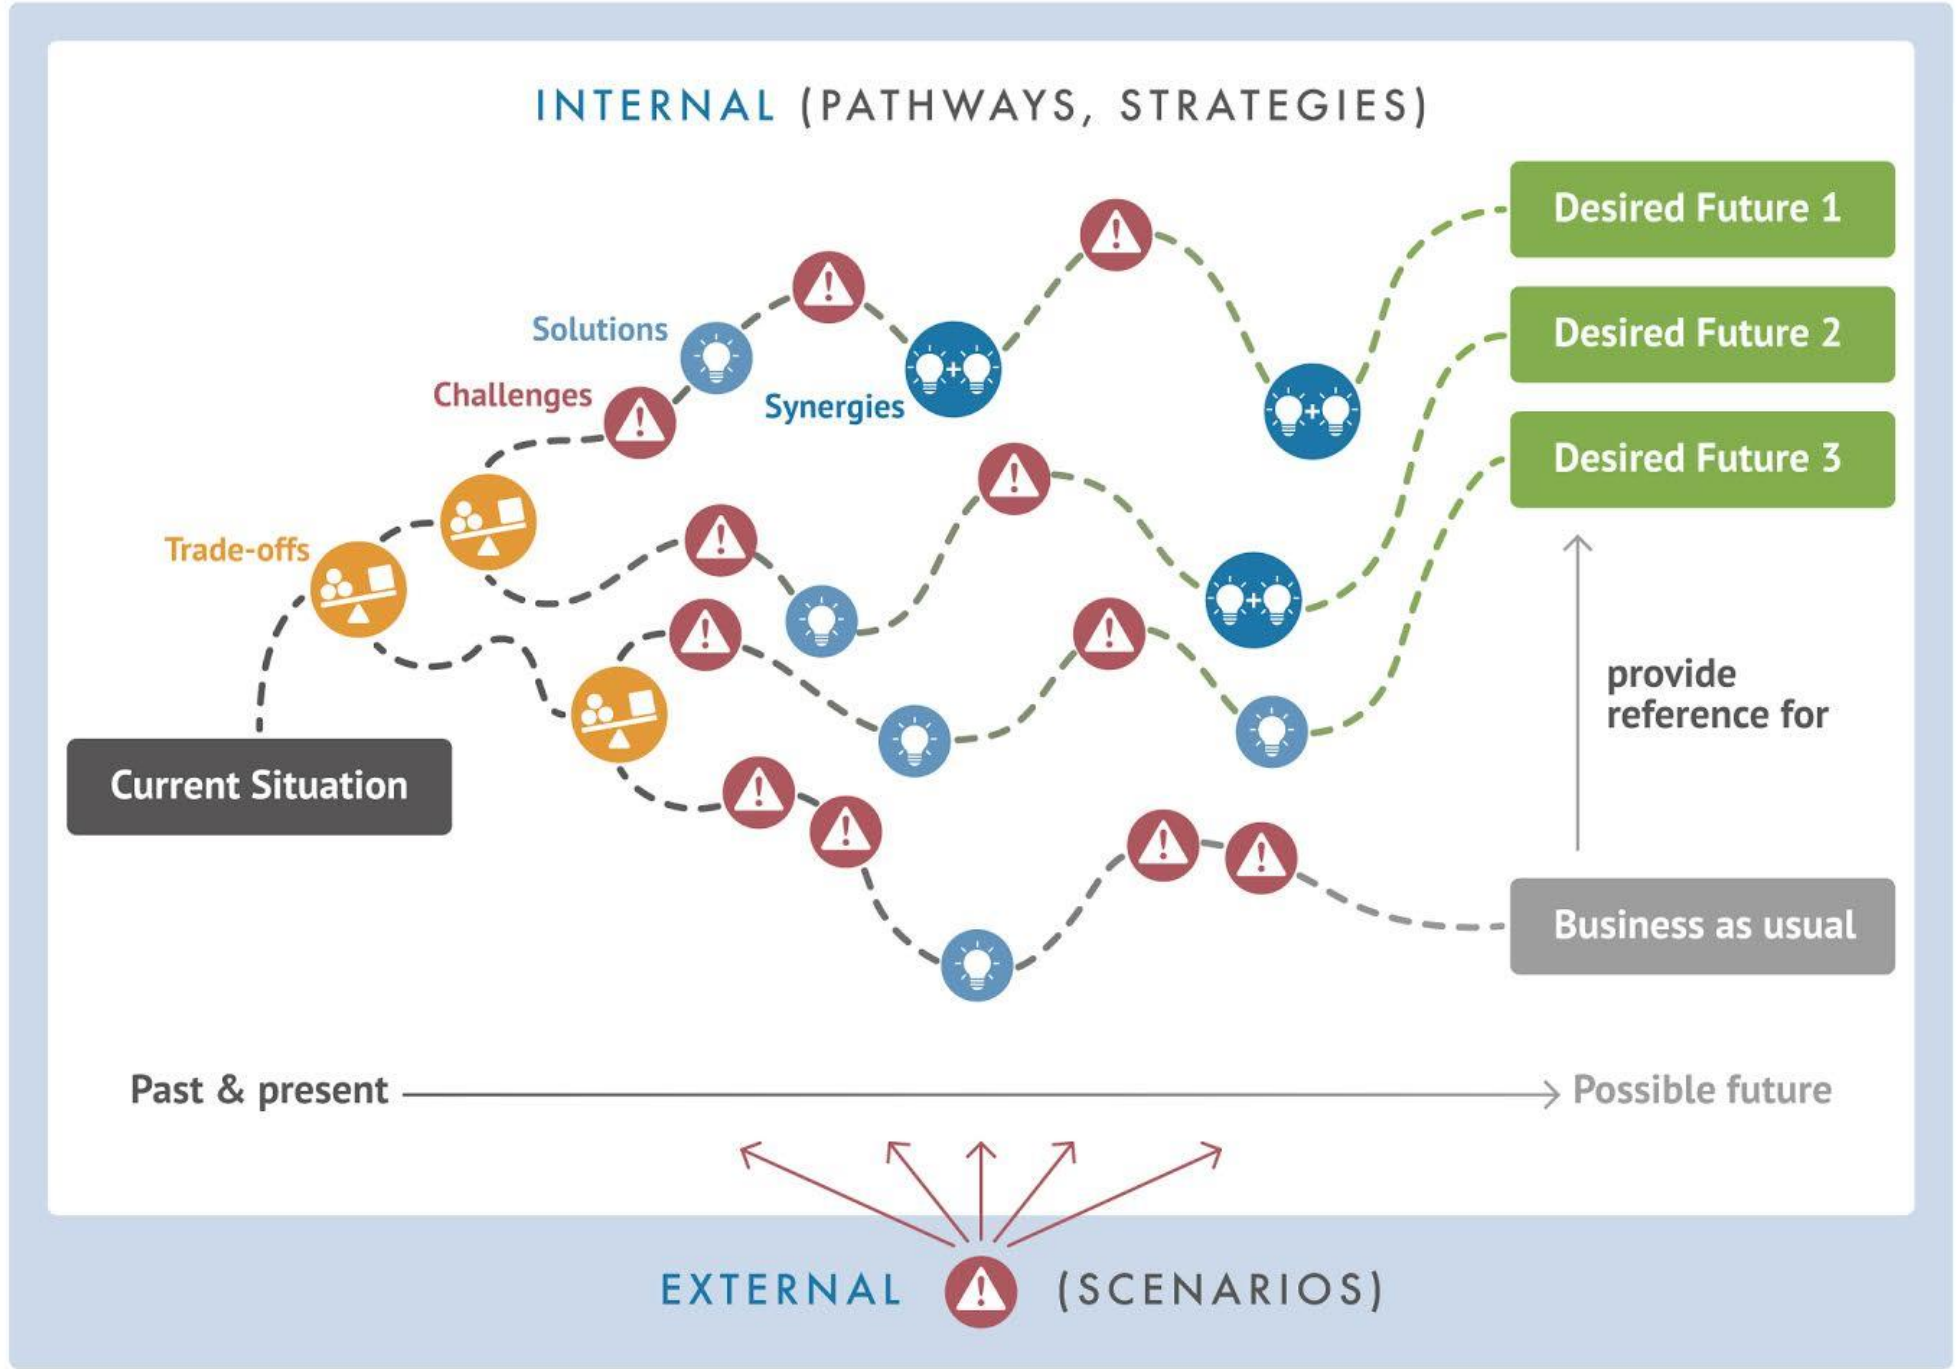 INTERNAL (PATHWAYS, STRATEGIES)
Desired Future 1
Solutions
Desired Future 2
Challenges
Synergies
Desired Future 3
Trade-offs
provide
reference for
Current Situation
Business as usual
Past & present
Possible future
EXTERNAL (SCENARIOS)